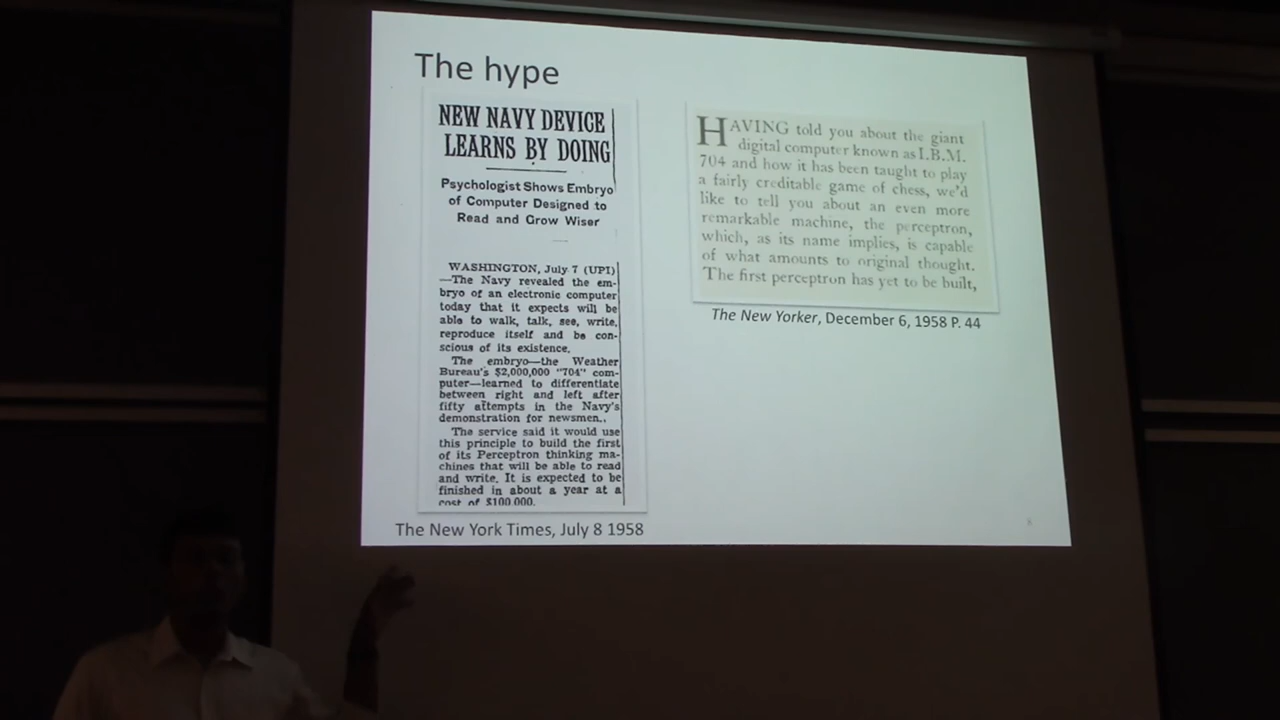 The hype
NEW NAVY DEVICE
LEARNS BY DOING
Psychologist Shows Embryo
of Computer Designed to
Read and Grow Wiser
WASHINGTON, July 7 (UPI)
—The Navy revealed the em-
bryo of an electronic computer
today that it expects will be
able to walk, talk, see, write,
reproduce itself and be con-
scious of its existence.
The embryo—the Weather
Bureau's $2,000,000 "704" com-
puter—learned to differentiate
between right and left after
fifty attempts in the Navy's
demonstration for newsmen.
The service said it would use
this principle to build the first
of its Perceptron thinking ma-
chines that will be able to read
and write. It is expected to be
finished in about a year at a
cost of $100,000.
The New York Times, July 8 1958
HAVING told you about the giant
digital computer known as I.B.M.
704 and how it has been taught to play
a fairly creditable game of chess, we'd
like to tell you about an even more
remarkable machine, the perceptron,
which, as its name implies, is capable
of what amounts to original thought.
The first perceptron has yet to be built,
The New Yorker, December 6, 1958 P. 44